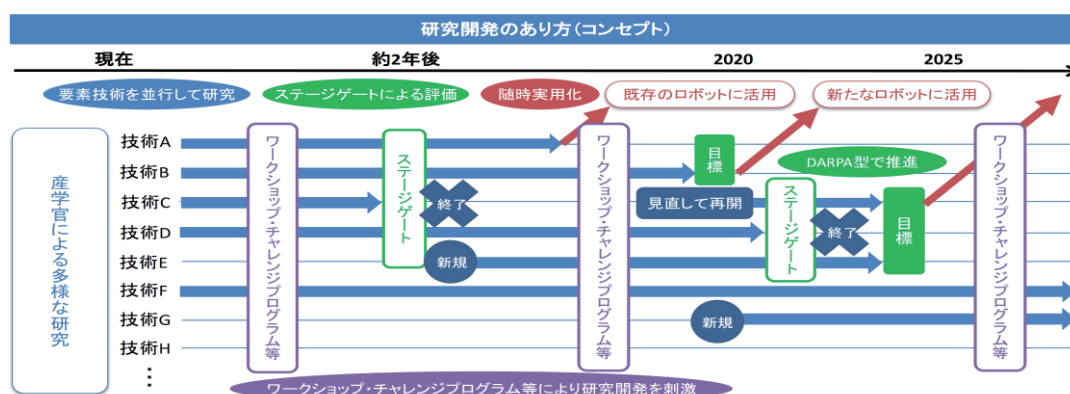 研究開発のあり方(コンセプト)
現在
約2年後
2020
2025
要素技術を並行して研究
ステージゲートによる評価
随時実用化
既存のロボットに活用
新たなロボットに活用
産学官による多様な研究
技術A
技術B
技術C
技術D
技術E
技術F
技術G
技術H
⋮
ワークショップ・チャレンジプログラム等
ステージゲート
終了
新規
ワークショップ・チャレンジプログラム等
目標
見直して再開
新規
DARPA型で推進
ステージゲート
終了
目標
ワークショップ・チャレンジプログラム等
ワークショップ・チャレンジプログラム等により研究開発を刺激